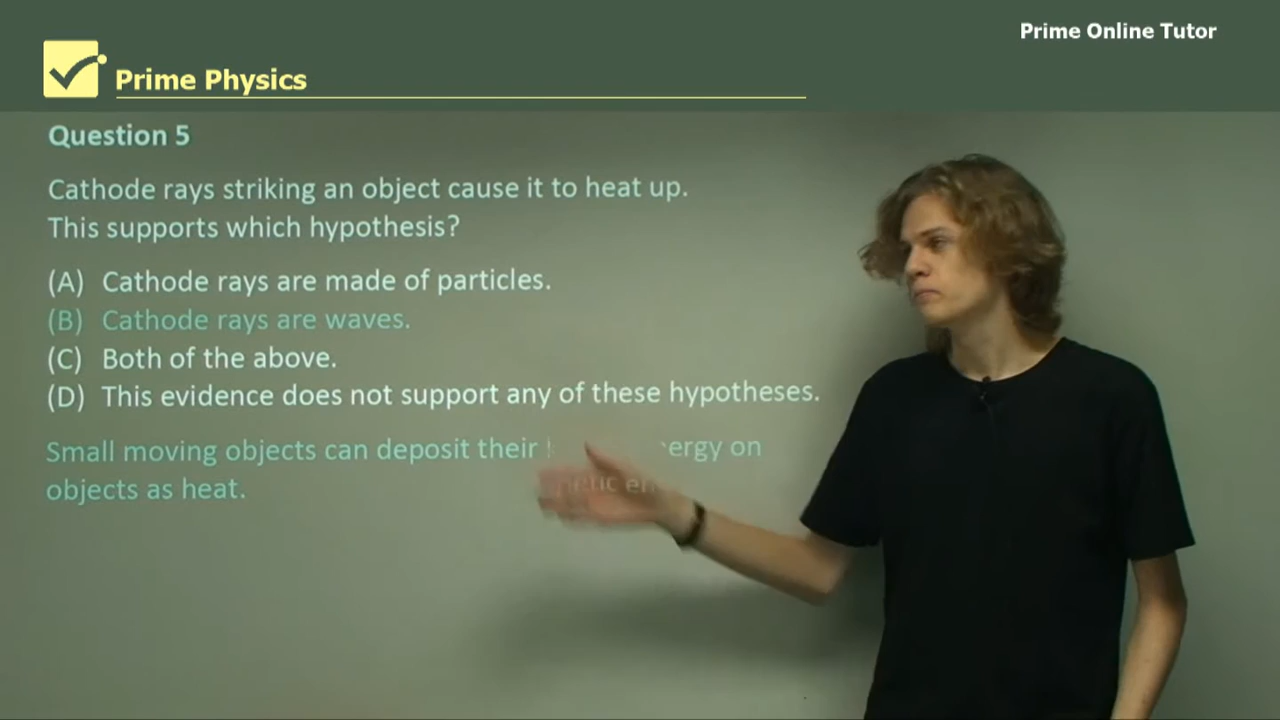 Prime Online Tutor
Prime Physics
Question 5
Cathode rays striking an object cause it to heat up.
This supports which hypothesis?
(A) Cathode rays are made of particles.
(B) Cathode rays are waves.
(C) Both of the above.
(D) This evidence does not support any of these hypotheses.
Small moving objects can deposit their on
objects as heat.